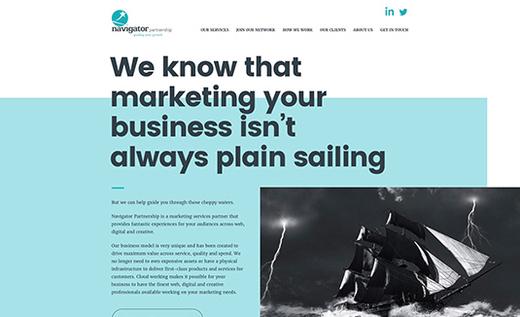 navigator partnership
guiding your growth
OUR SERVICES JOIN OUR NETWORK HOW WE WORK OUR CLIENTS ABOUT US GET IN TOUCH
We know that
marketing your
business isn't
always plain sailing
But we can help guide you through these choppy waters.
Navigator Partnership is a marketing services partner that
provides fantastic experiences for your audiences across web,
digital and creative.
Our business model is very unique and has been created to
drive maximum value across service, quality and spend. We
no longer need to own expensive assets or have a physical
infrastructure to deliver first-class products and services for
customers. Cloud working makes it possible for your
business to have the finest web, digital and creative
professionals available working on your marketing needs.